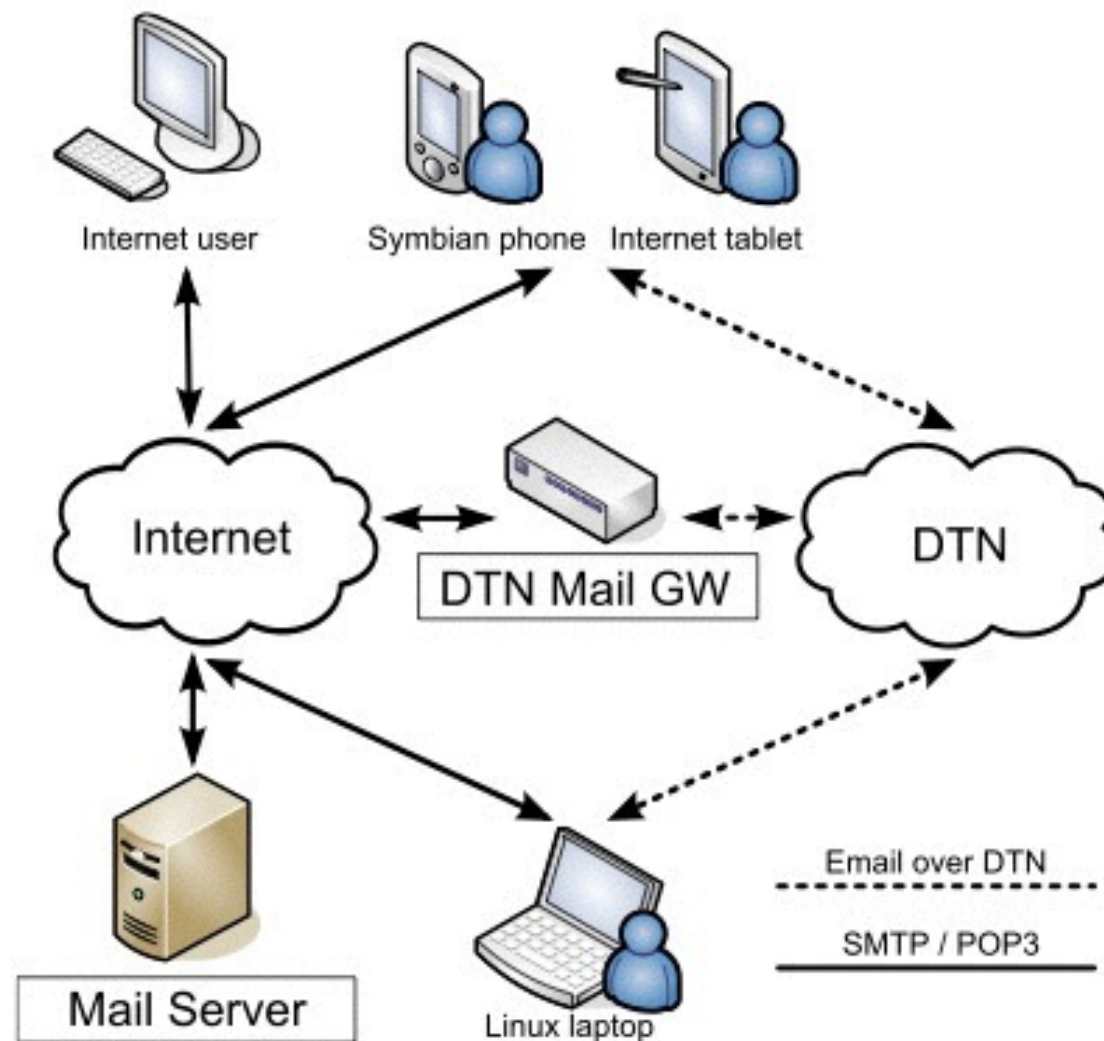 Internet user
Symbian phone
Internet tablet
Internet
DTN Mail GW
DTN
Mail Server
Linux laptop
Email over DTN
SMTP / POP3